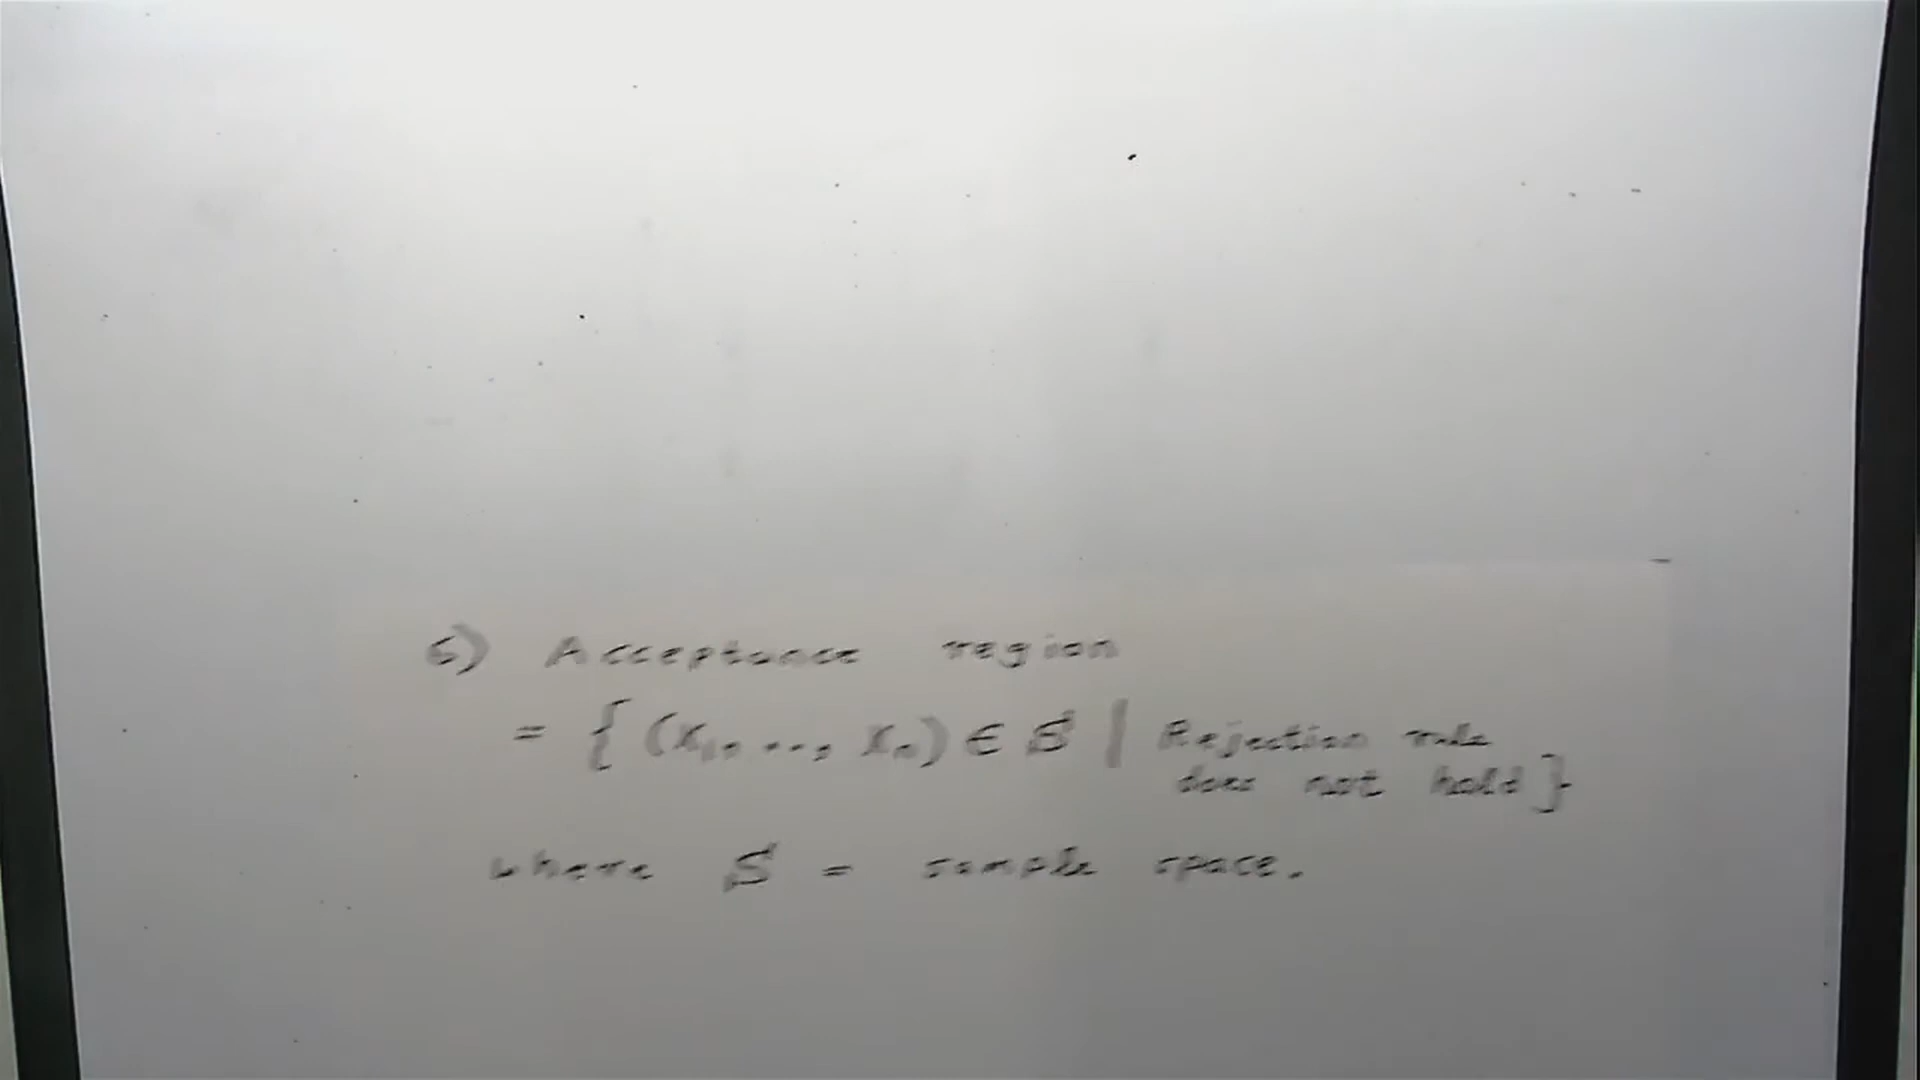 6) Acceptance region
= { (X₁, ..., Xₙ) ∈ S | Rejection rule
does not hold }
where S = sample space.